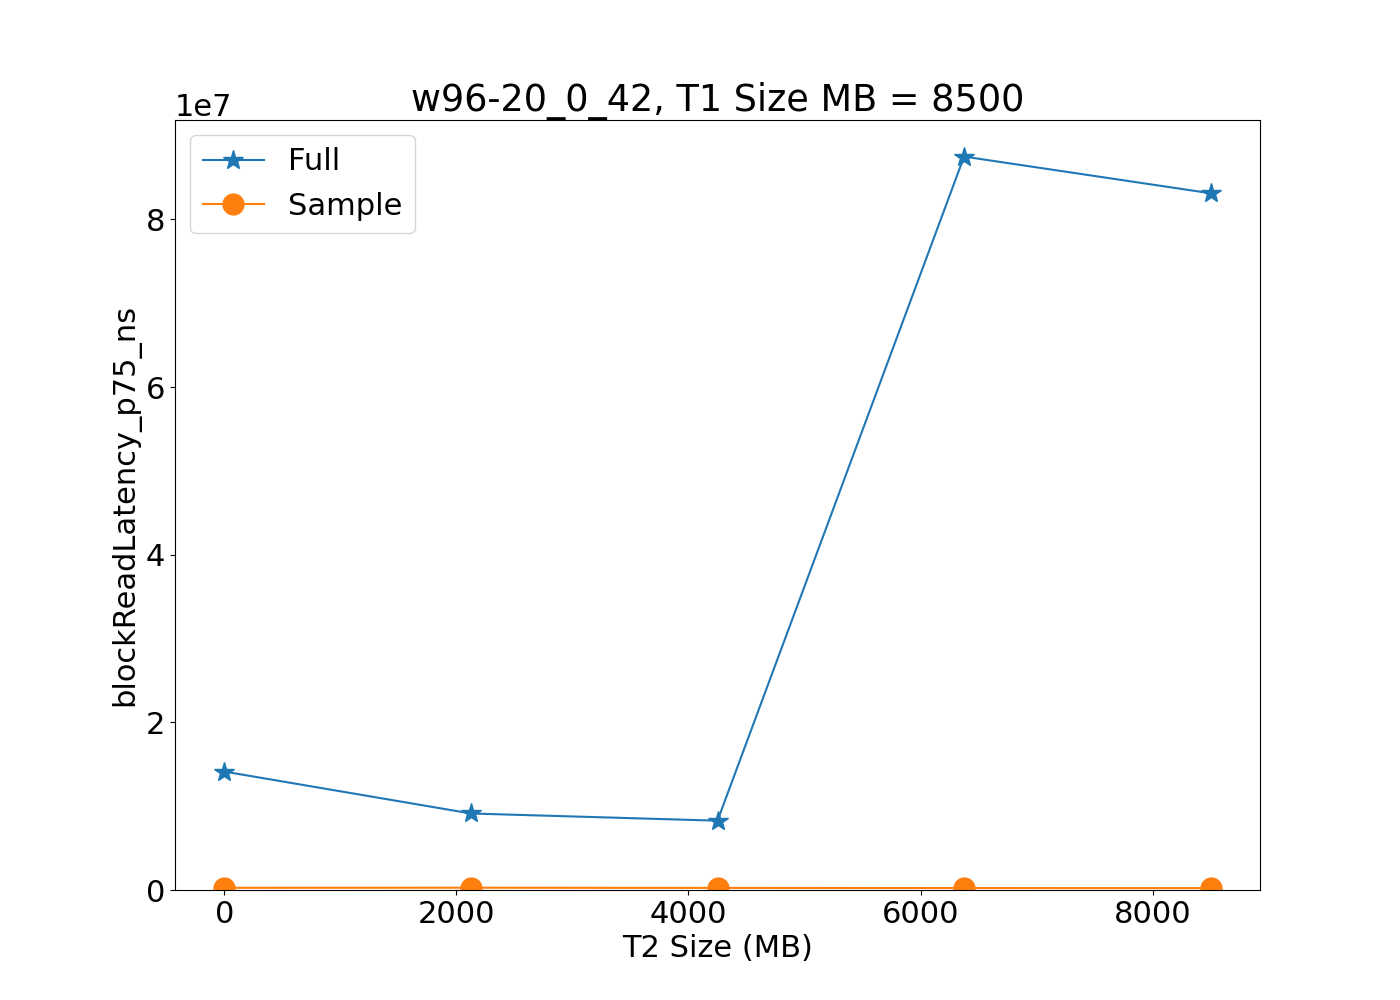 w96-20_0_42, T1 Size MB = 8500
1e7
Full
Sample
8
6
4
2
0
blockReadLatency_p75_ns
0 2000 4000 6000 8000
T2 Size (MB)